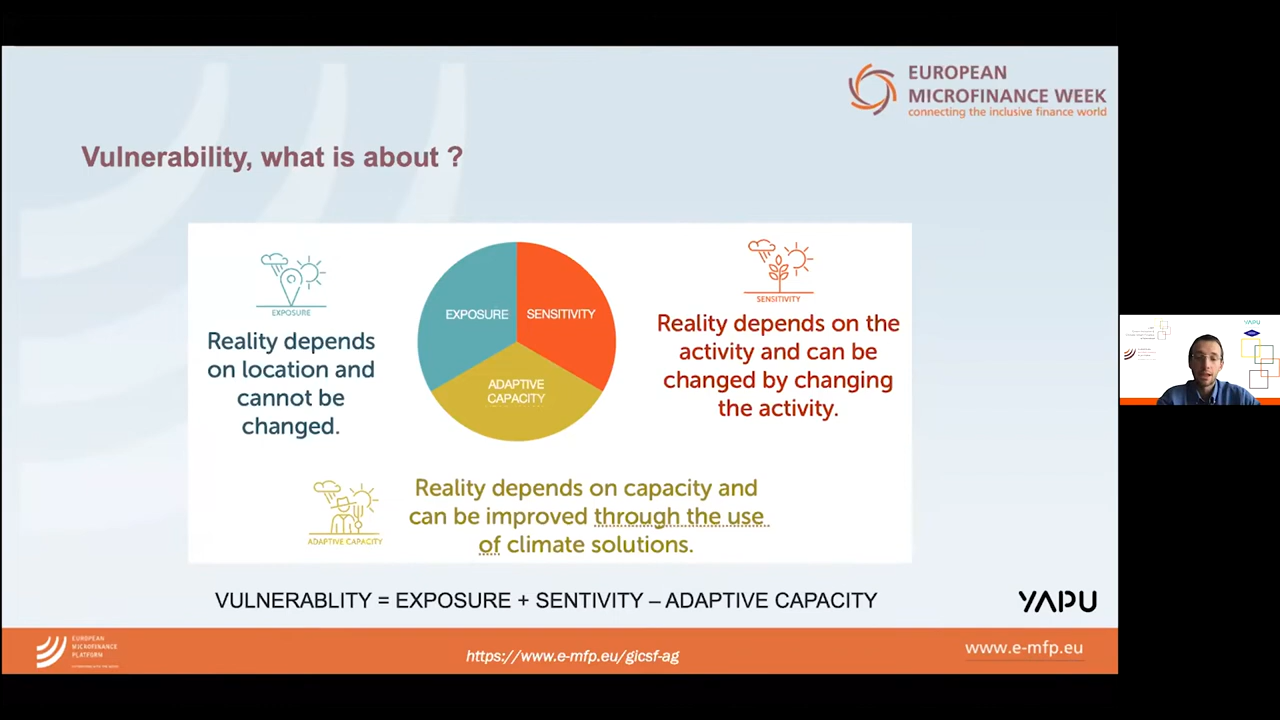 EUROPEAN
MICROFINANCE WEEK
connecting the inclusive finance world
Vulnerability, what is about ?
EXPOSURE
Reality depends
on location and
cannot be
changed.
EXPOSURE
SENSITIVITY
ADAPTIVE
CAPACITY
SENSITIVITY
Reality depends on the
activity and can be
changed by changing
the activity.
ADAPTIVE CAPACITY
Reality depends on capacity and
can be improved through the use
of climate solutions.
VULNERABLITY = EXPOSURE + SENTIVITY – ADAPTIVE CAPACITY
YAPU
EUROPEAN
MICROFINANCE
PLATFORM
https://www.e-mfp.eu/gicsf-ag
www.e-mfp.eu
YAPU